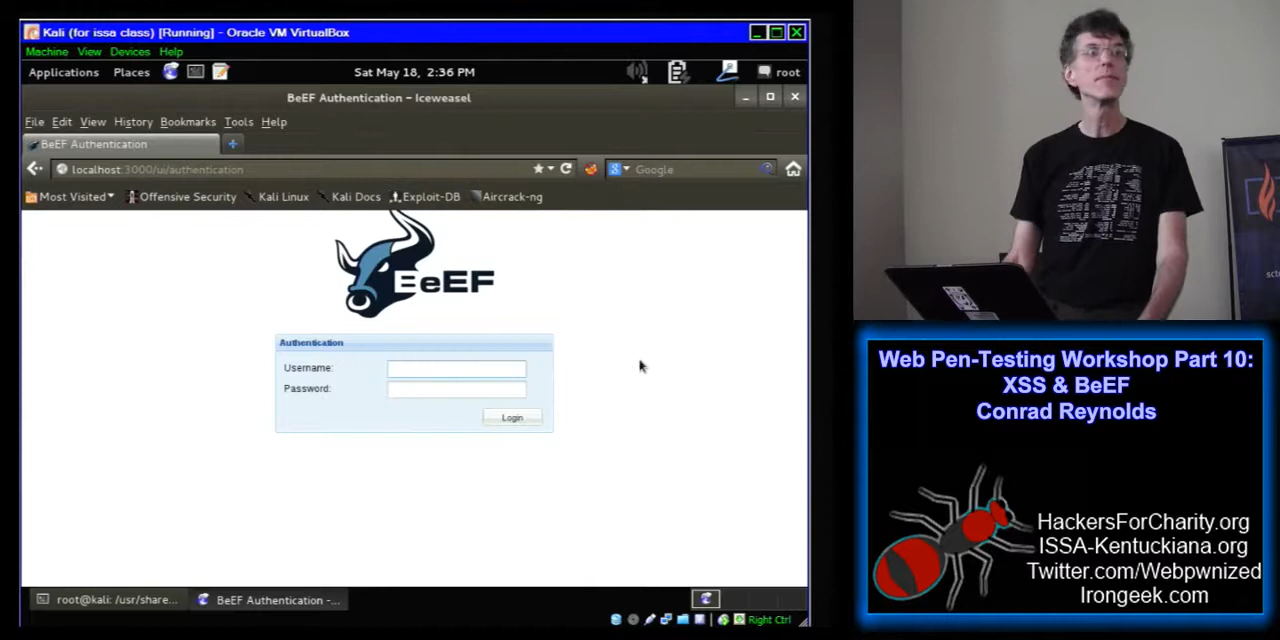 Kali (for issa class) [Running] - Oracle VM VirtualBox
Machine View Devices Help
Applications Places Sat May 18, 2:36 PM root
BeEF Authentication - Iceweasel
File Edit View History Bookmarks Tools Help
BeEF Authentication
localhost:3000/ui/authentication Google
Most Visited Offensive Security Kali Linux Kali Docs Exploit-DB Aircrack-ng
BeEF
Authentication
Username:
Password:
Login
root@kali: /usr/share...
BeEF Authentication -...
Right Ctrl
Web Pen-Testing Workshop Part 10:
XSS & BeEF
Conrad Reynolds
HackersForCharity.org
ISSA-Kentuckiana.org
Twitter.com/Webpwnized
Irongeek.com